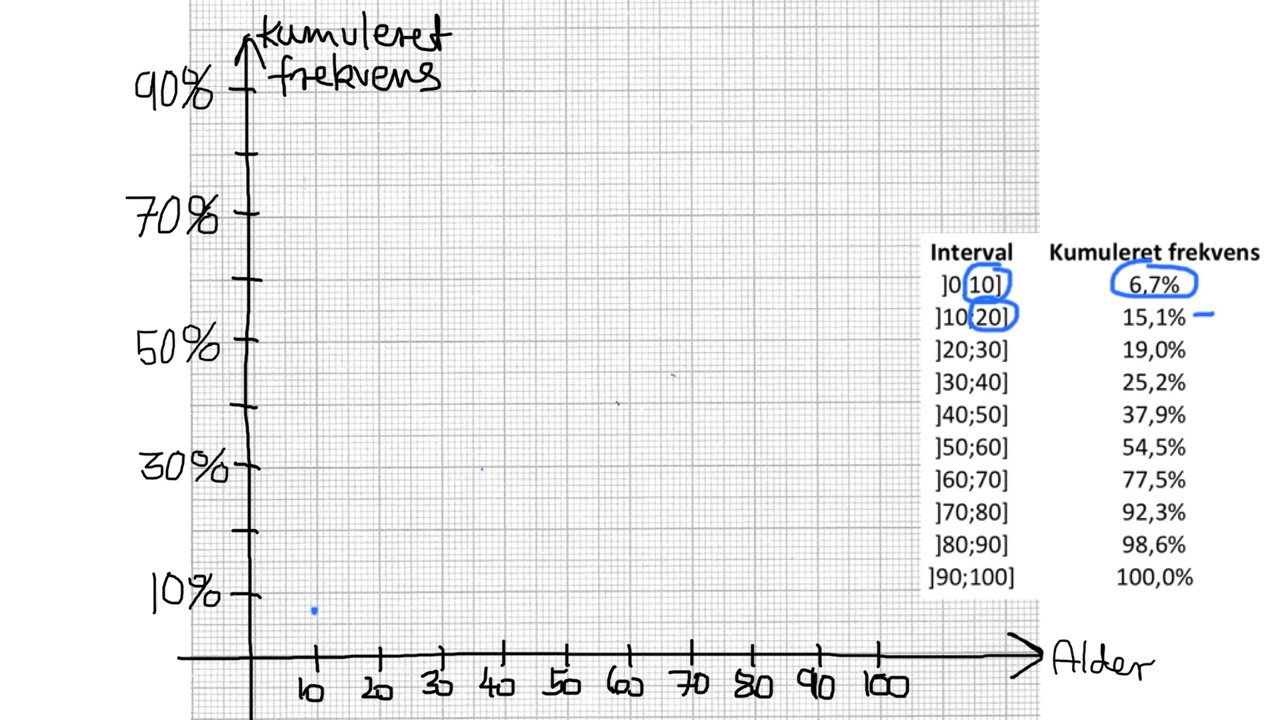 kumuleret
frekvens
90%
70%
50%
30%
10%
10 20 30 40 50 60 70 80 90 100
Alder
Interval Kumuleret frekvens
]0 10] 6,7%
]10;20] 15,1%
]20;30] 19,0%
]30;40] 25,2%
]40;50] 37,9%
]50;60] 54,5%
]60;70] 77,5%
]70;80] 92,3%
]80;90] 98,6%
]90;100] 100,0%